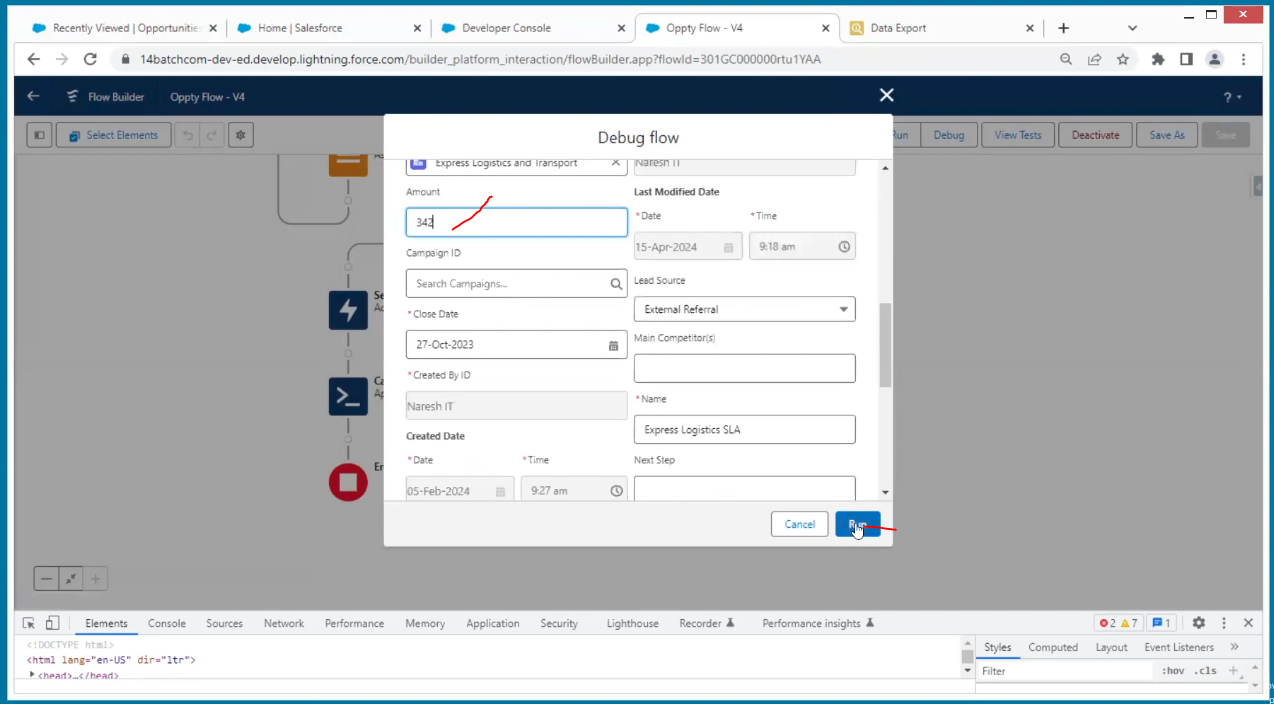 Recently Viewed | Opportunities
Home | Salesforce
Developer Console
Oppty Flow - V4
Data Export
14batchcom-dev-ed.develop.lightning.force.com/builder_platform_interaction/flowBuilder.app?flowId=301GC000000rtu1YAA
Flow Builder
Oppty Flow - V4
?
Select Elements
Debug
View Tests
Deactivate
Save As
Save
Debug flow
Express Logistics and Transport
Naresh IT
Amount
Last Modified Date
342
* Date
* Time
15-Apr-2024
9:18 am
Campaign ID
Search Campaigns...
Lead Source
External Referral
* Close Date
27-Oct-2023
Main Competitor(s)
* Created By ID
Naresh IT
* Name
Express Logistics SLA
Created Date
* Date
* Time
05-Feb-2024
9:27 am
Next Step
Cancel
Run
Elements
Console
Sources
Network
Performance
Memory
Application
Security
Lighthouse
Recorder
Performance insights
2
7
1
<!DOCTYPE html>
<html lang="en-US" dir="ltr">
<head>…</head>
Styles
Computed
Layout
Event Listeners
Filter
:hov
.cls